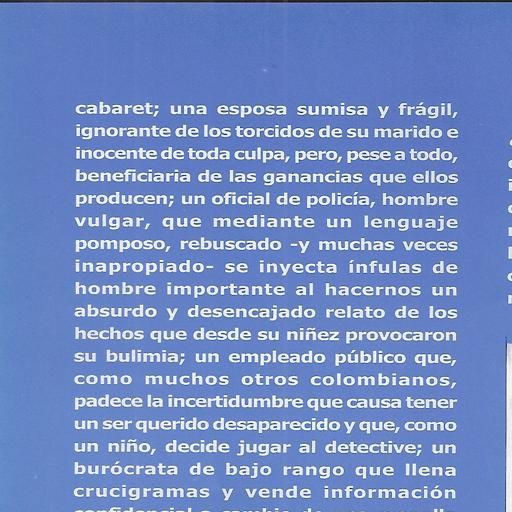 cabaret; una esposa sumisa y frágil,
ignorante de los torcidos de su marido e
inocente de toda culpa, pero, pese a todo,
beneficiaria de las ganancias que ellos
producen; un oficial de policía, hombre
vulgar, que mediante un lenguaje
pomposo, rebuscado -y muchas veces
inapropiado- se inyecta ínfulas de
hombre importante al hacernos un
absurdo y desencajado relato de los
hechos que desde su niñez provocaron
su bulimia; un empleado público que,
como muchos otros colombianos,
padece la incertidumbre que causa tener
un ser querido desaparecido y que, como
un niño, decide jugar al detective; un
burócrata de bajo rango que llena
crucigramas y vende información
confidencial a cambio de una